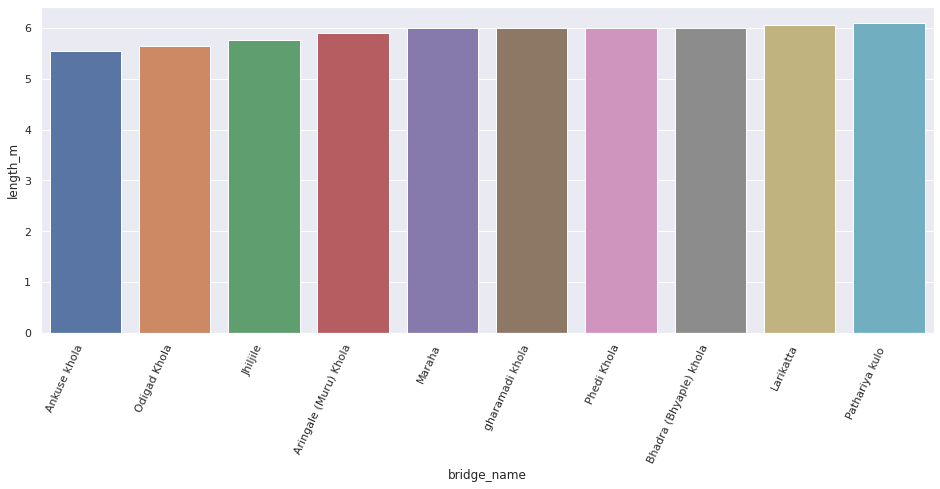 length_m
6
5
4
3
2
1
0
Ankuse khola
Odigad Khola
Jhiljile
Aringale (Muru) Khola
Maraha
gharamadi khola
Phedi Khola
Bhadra (Bhyaple) khola
Larikatta
Pathariya kulo
bridge_name